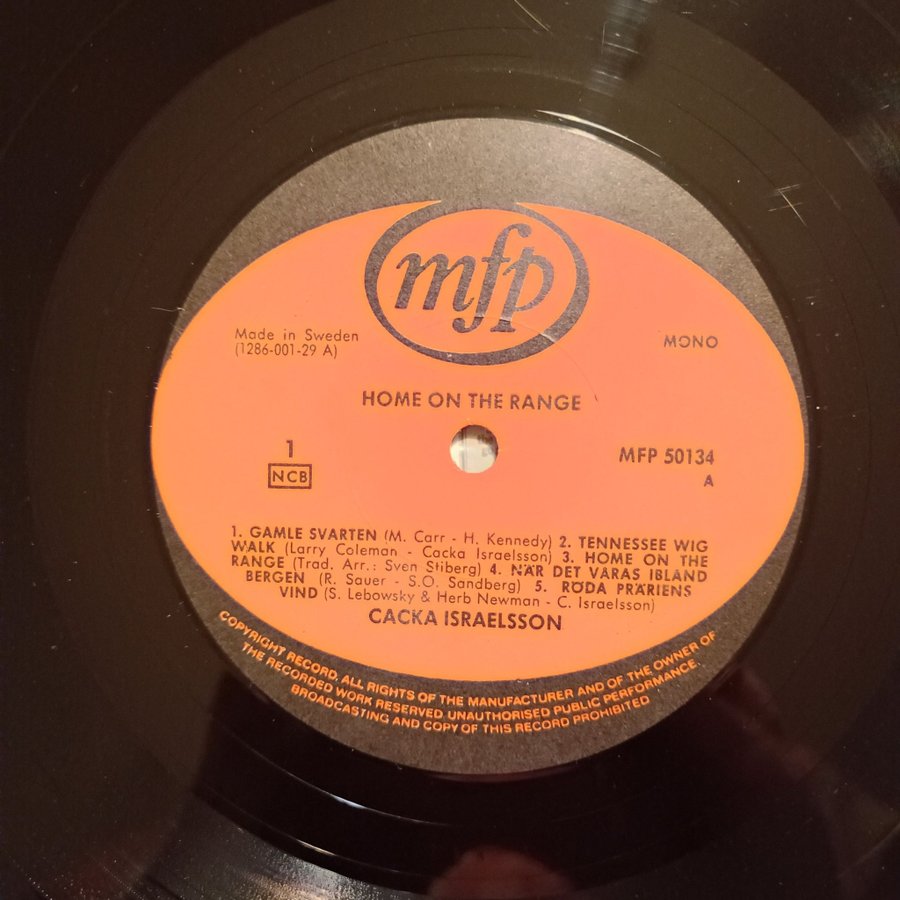 mfp
Made in Sweden
(1286-001-29 A)
MONO
HOME ON THE RANGE
1
NCB
MFP 50134
A
1. GAMLE SVARTEN (M. Carr - H. Kennedy) 2. TENNESSEE WIG
WALK (Larry Coleman - Cacka Israelsson) 3. HOME ON THE
RANGE (Trad. Arr.: Sven Stiberg) 4. NÄR DET VÅRAS IBLAND
BERGEN (R. Sauer - S.O. Sandberg) 5. RÖDA PRÄRIENS
VIND (S. Lebowsky & Herb Newman - C. Israelsson)
CACKA ISRAELSSON
COPYRIGHT RECORD. ALL RIGHTS OF THE MANUFACTURER AND OF THE OWNER OF
THE RECORDED WORK RESERVED. UNAUTHORISED PUBLIC PERFORMANCE,
BROADCASTING AND COPY OF THIS RECORD PROHIBITED